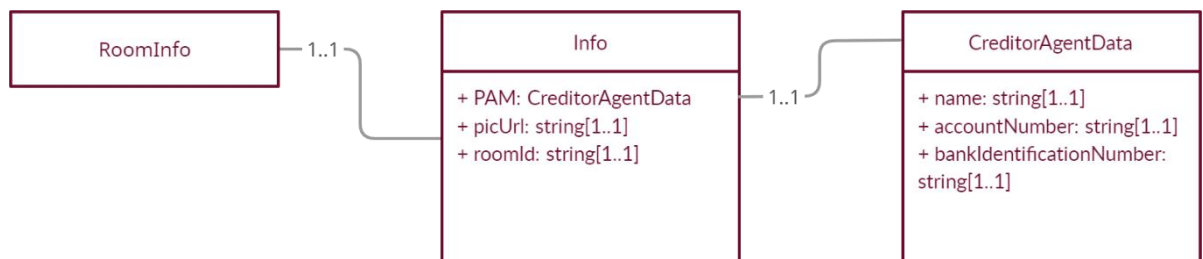 RoomInfo
1..1
Info
+ PAM: CreditorAgentData
+ picUrl: string[1..1]
+ roomId: string[1..1]
1..1
CreditorAgentData
+ name: string[1..1]
+ accountNumber: string[1..1]
+ bankIdentificationNumber:
string[1..1]